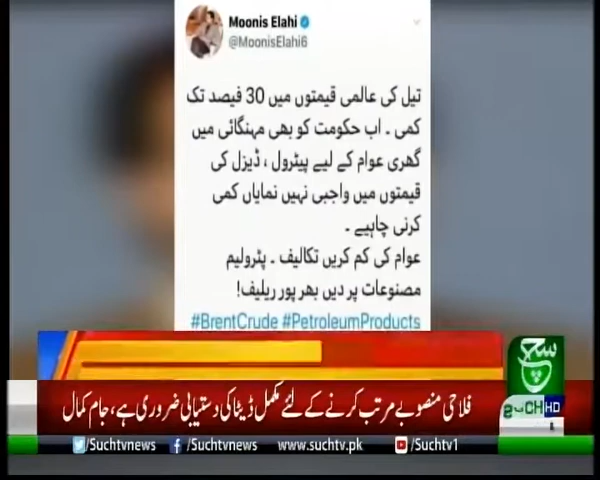 Moonis Elahi
@MoonisElahi6
تیل کی عالمی قیمتوں میں 30 فیصد تک
کمی ۔ اب حکومت کو بھی مہنگائی میں
گھری عوام کے لیے پیٹرول ، ڈیزل کی
قیمتوں میں واجبی نہیں نمایاں کمی
کرنی چاہیے ۔
عوام کی کم کریں تکالیف ۔ پٹرولیم
مصنوعات پر دیں بھر پور ریلیف!
#BrentCrude #PetroleumProducts
سچ
HD
فلاحی منصوبے مرتب کرنے کے لئے مکمل ڈیٹا کی دستیابی ضروری ہے، جام کمال
/Suchtvnews /Suchtvnews www.suchtv.pk /Suchtv1